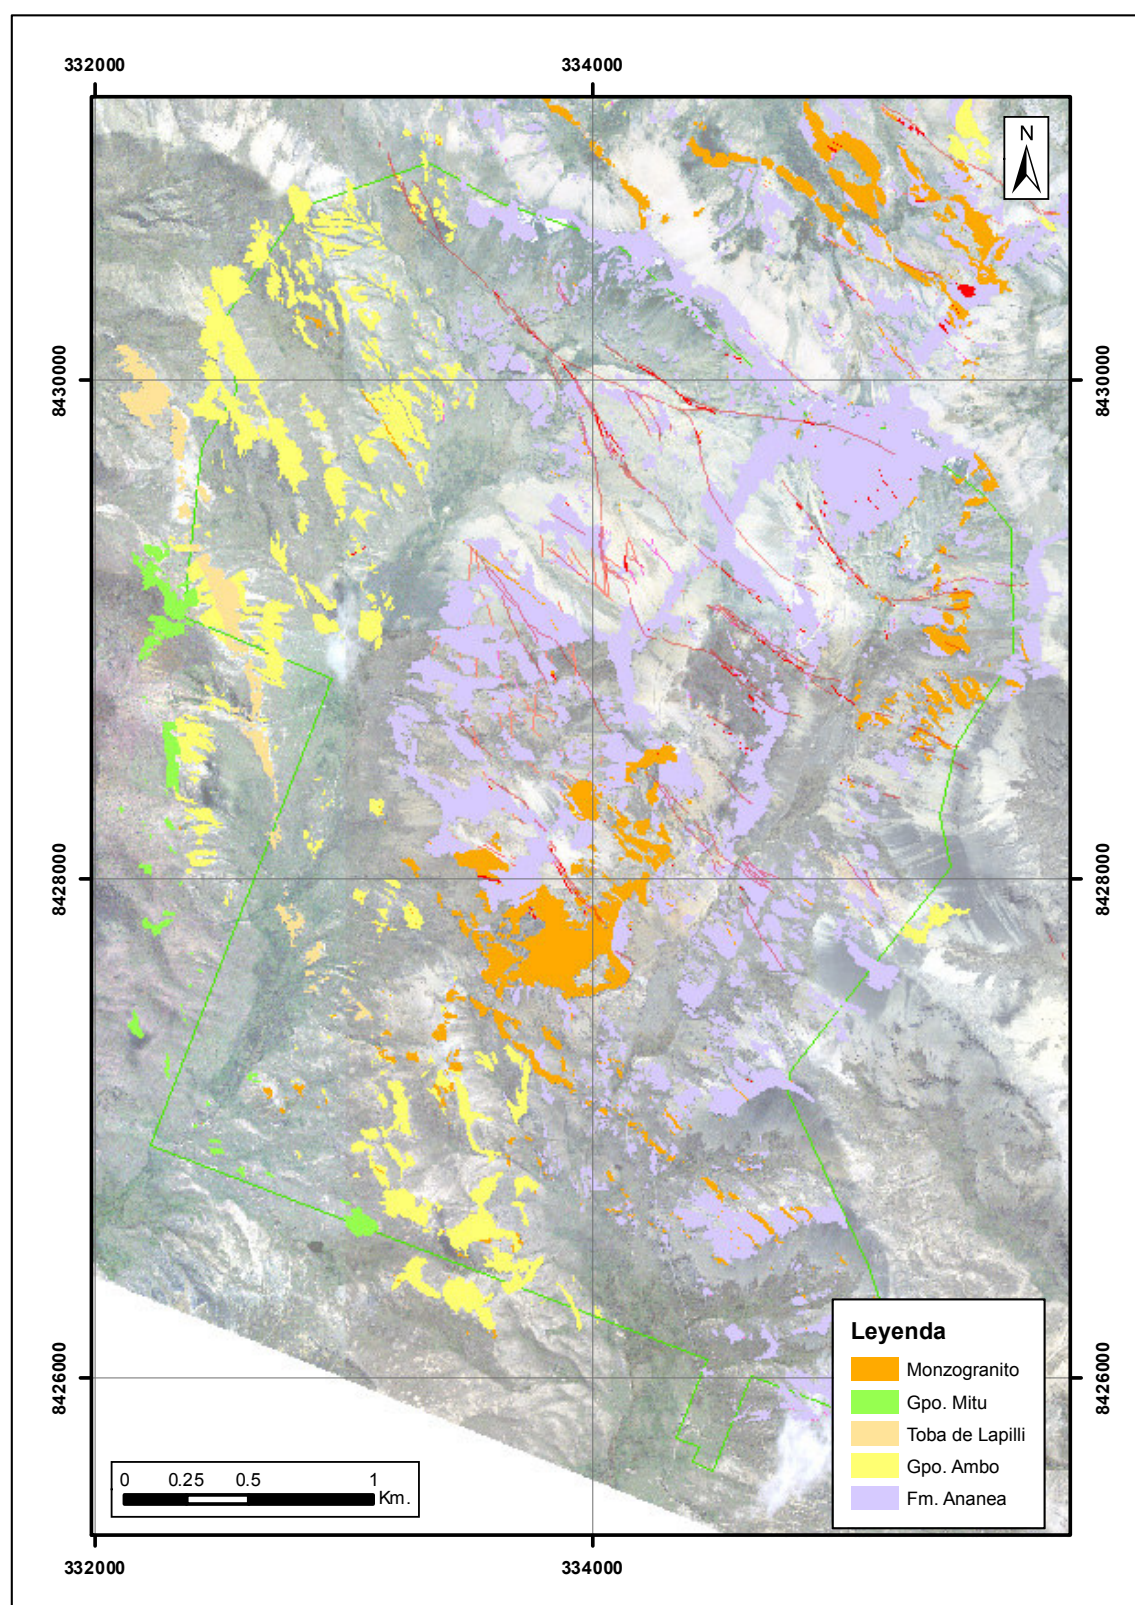 332000
334000
N
8430000
8430000
8428000
8428000
8426000
8426000
Leyenda
Monzogranito
Gpo. Mitu
Toba de Lapilli
Gpo. Ambo
Fm. Ananea
0 0.25 0.5 1
Km.
332000
334000